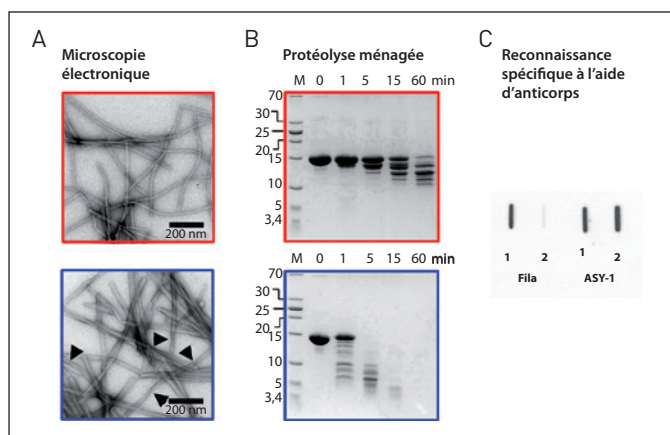 A
Microscopie
électronique
200 nm
200 nm
B
Protéolyse ménagée
M 0 1 5 15 60 min
70
30
25
20
15
10
5
3,4
M 0 1 5 15 60 min
70
30
25
20
15
10
5
3,4
C
Reconnaissance
spécifique à l’aide
d’anticorps
1 2 1 2
Fila ASY-1